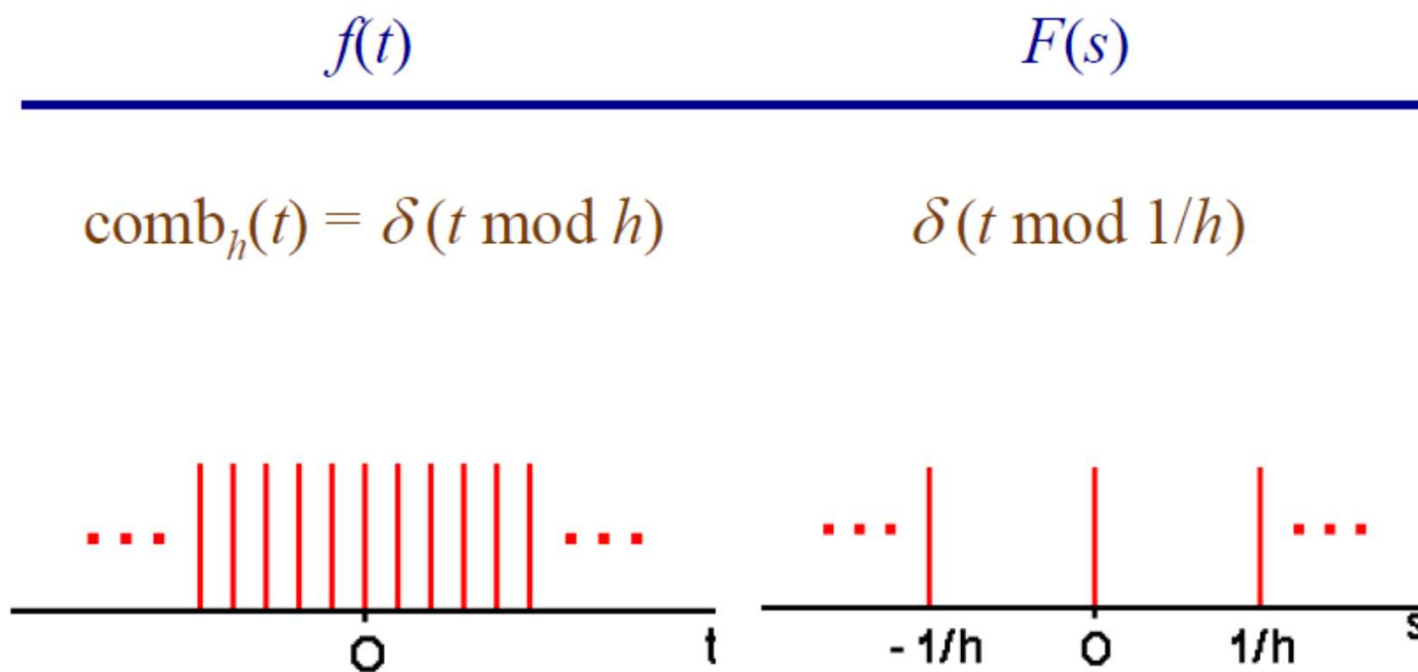 f(t) F(s)
comb_h(t) = δ(t mod h) δ(t mod 1/h)
... ... ... ...
O t - 1/h O 1/h s